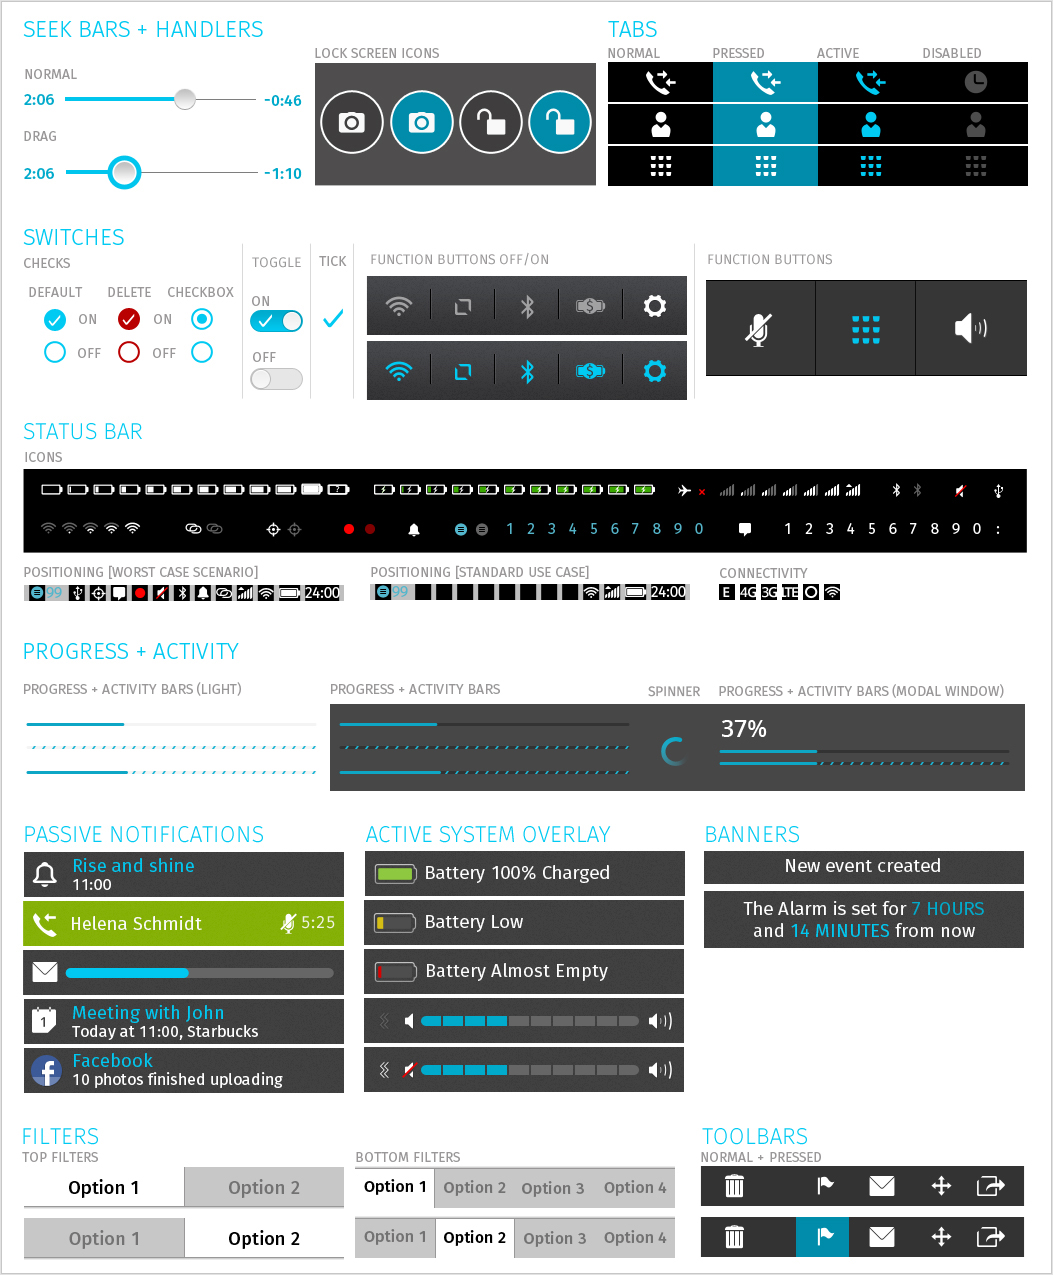 SEEK BARS + HANDLERS
NORMAL
2:06 -0:46
DRAG
2:06 -1:10
LOCK SCREEN ICONS
TABS
NORMAL PRESSED ACTIVE DISABLED
SWITCHES
CHECKS
DEFAULT DELETE CHECKBOX
ON ON
OFF OFF
TOGGLE
ON
OFF
TICK
FUNCTION BUTTONS OFF/ON
$
$
FUNCTION BUTTONS
STATUS BAR
ICONS
?
1 2 3 4 5 6 7 8 9 0 1 2 3 4 5 6 7 8 9 0 :
POSITIONING [WORST CASE SCENARIO]
99 24:00
POSITIONING [STANDARD USE CASE]
99 24:00
CONNECTIVITY
E 4G 3G LTE
PROGRESS + ACTIVITY
PROGRESS + ACTIVITY BARS (LIGHT)
PROGRESS + ACTIVITY BARS
SPINNER
PROGRESS + ACTIVITY BARS (MODAL WINDOW)
37%
PASSIVE NOTIFICATIONS
Rise and shine
11:00
Helena Schmidt 5:25
1
Meeting with John
Today at 11:00, Starbucks
f
Facebook
10 photos finished uploading
ACTIVE SYSTEM OVERLAY
Battery 100% Charged
Battery Low
Battery Almost Empty
BANNERS
New event created
The Alarm is set for 7 HOURS
and 14 MINUTES from now
FILTERS
TOP FILTERS
Option 1 Option 2
Option 1 Option 2
BOTTOM FILTERS
Option 1 Option 2 Option 3 Option 4
Option 1 Option 2 Option 3 Option 4
TOOLBARS
NORMAL + PRESSED